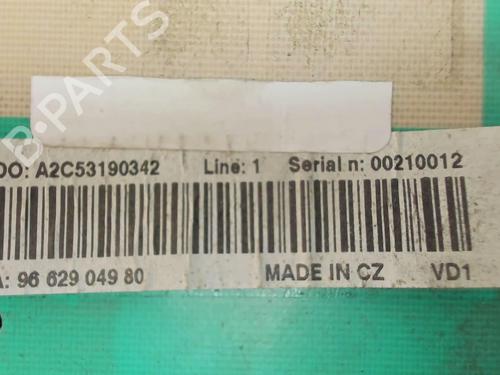 B-PARTS
DO: A2C53190342 Line: 1 Serial n: 00210012
A: 96 629 049 80 MADE IN CZ VD1